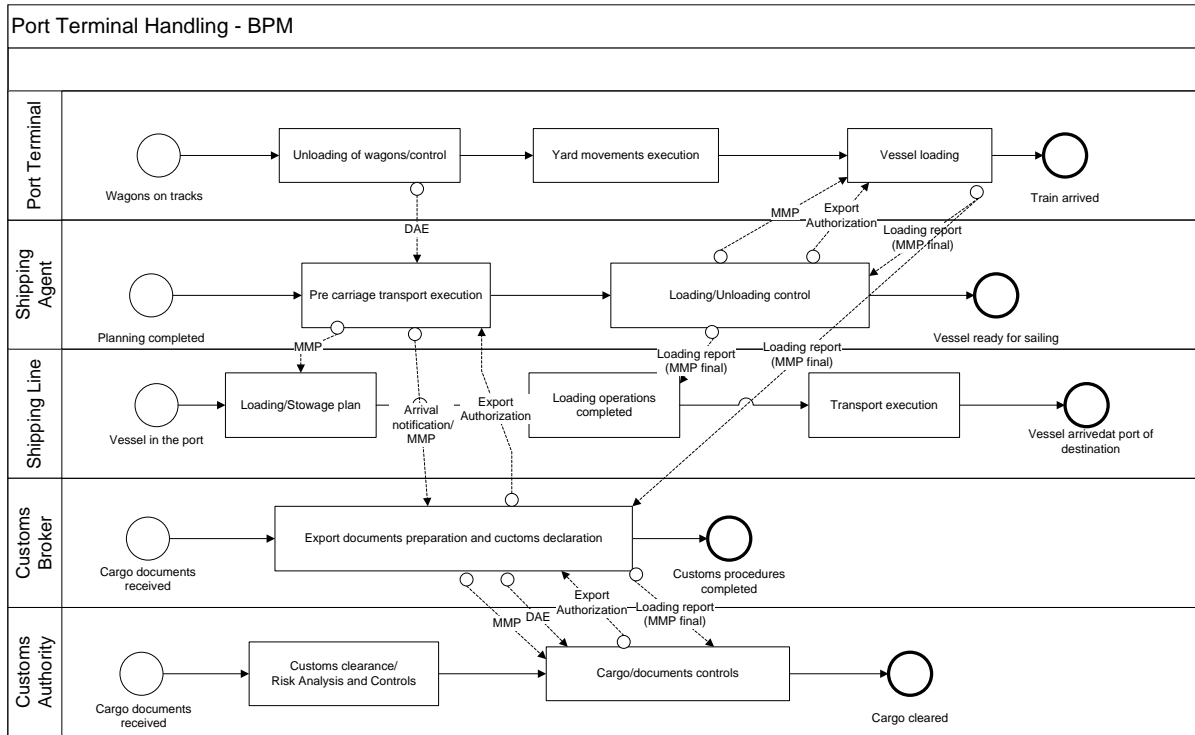 Port Terminal Handling - BPM
Port Terminal
Wagons on tracks
Unloading of wagons/control
Yard movements execution
Vessel loading
Train arrived
DAE
MMP
Export
Authorization
Loading report
(MMP final)
Shipping
Agent
Planning completed
Pre carriage transport execution
Loading/Unloading control
Vessel ready for sailing
MMP
Loading report
(MMP final)
Loading report
(MMP final)
Shipping Line
Vessel in the port
Loading/Stowage plan
Arrival
notification/
MMP
Export
Authorization
Loading operations
completed
Transport execution
Vessel arrivedat port of
destination
Customs
Broker
Cargo documents
received
Export documents preparation and cuctoms declaration
Customs procedures
completed
MMP
DAE
Export
Authorization
Loading report
(MMP final)
Customs
Authority
Cargo documents
received
Customs clearance/
Risk Analysis and Controls
Cargo/documents controls
Cargo cleared